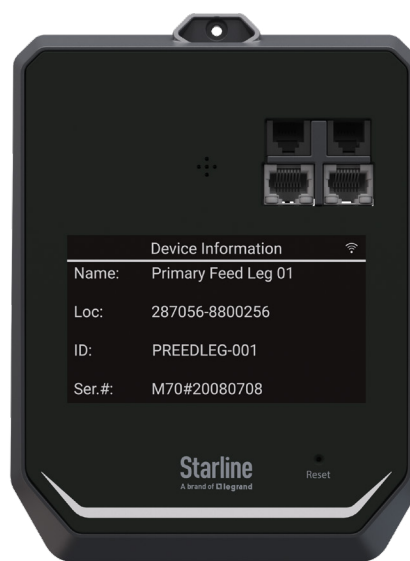 Device Information
Name: Primary Feed Leg 01
Loc: 287056-8800256
ID: PREEDLEG-001
Ser.#: M70#20080708
Starline
A brand of legrand
Reset